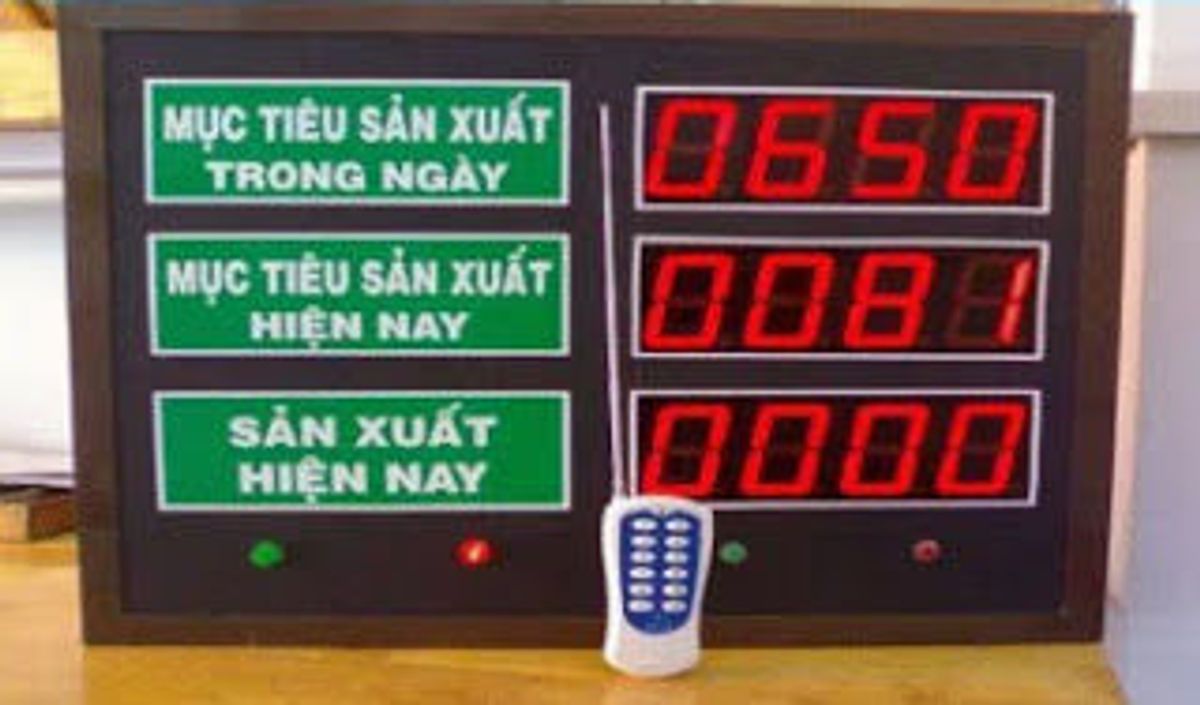 MỤC TIÊU SẢN XUẤT
TRONG NGÀY
0650
MỤC TIÊU SẢN XUẤT
HIỆN NAY
0081
SẢN XUẤT
HIỆN NAY
0000